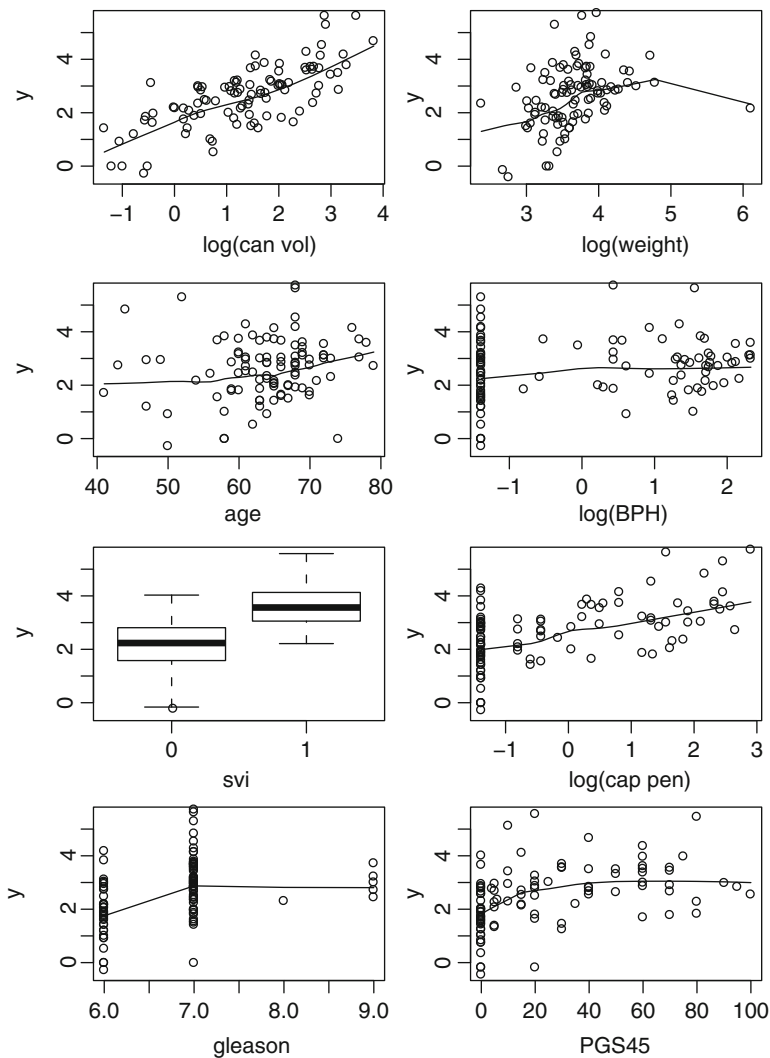 y
0 2 4
−1 0 1 2 3 4
log(can vol)
y
0 2 4
3 4 5 6
log(weight)
y
0 2 4
40 50 60 70 80
age
y
0 2 4
−1 0 1 2
log(BPH)
y
0 2 4
0 1
svi
y
0 2 4
−1 0 1 2 3
log(cap pen)
y
0 2 4
6.0 7.0 8.0 9.0
gleason
y
0 2 4
0 20 40 60 80 100
PGS45